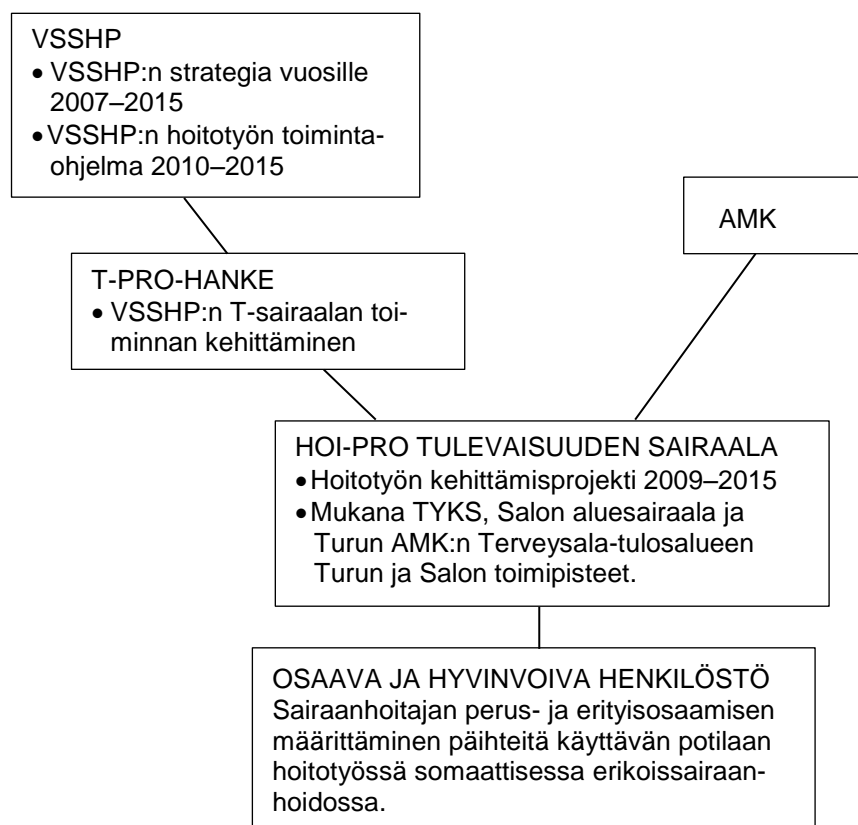 VSSHP
• VSSHP:n strategia vuosille
2007–2015
• VSSHP:n hoitotyön toiminta-
ohjelma 2010–2015
AMK
T-PRO-HANKE
• VSSHP:n T-sairaalan toi-
minnan kehittäminen
HOI-PRO TULEVAISUUDEN SAIRAALA
• Hoitotyön kehittämisprojekti 2009–2015
• Mukana TYKS, Salon aluesairaala ja
Turun AMK:n Terveysala-tulosalueen
Turun ja Salon toimipisteet.
OSAAVA JA HYVINVOIVA HENKILÖSTÖ
Sairaanhoitajan perus- ja erityisosaamisen
määrittäminen päihteitä käyttävän potilaan
hoitotyössä somaattisessa erikoissairaan-
hoidossa.